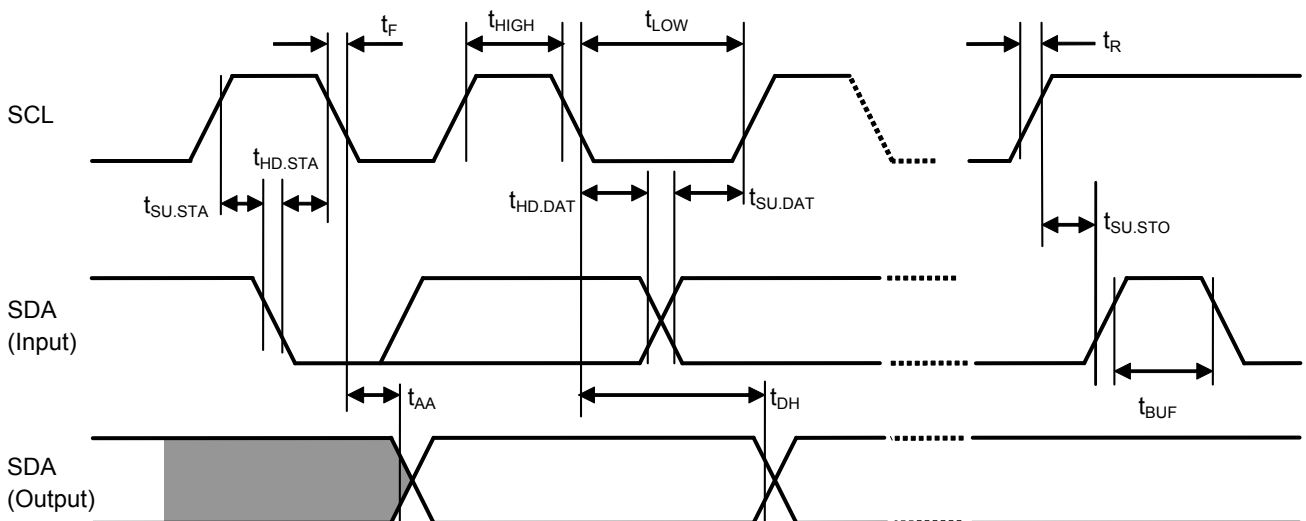 tF
tHIGH
tLOW
tR
SCL
tHD.STA
tSU.STA
tHD.DAT
tSU.DAT
tSU.STO
SDA
(Input)
tAA
tDH
tBUF
SDA
(Output)